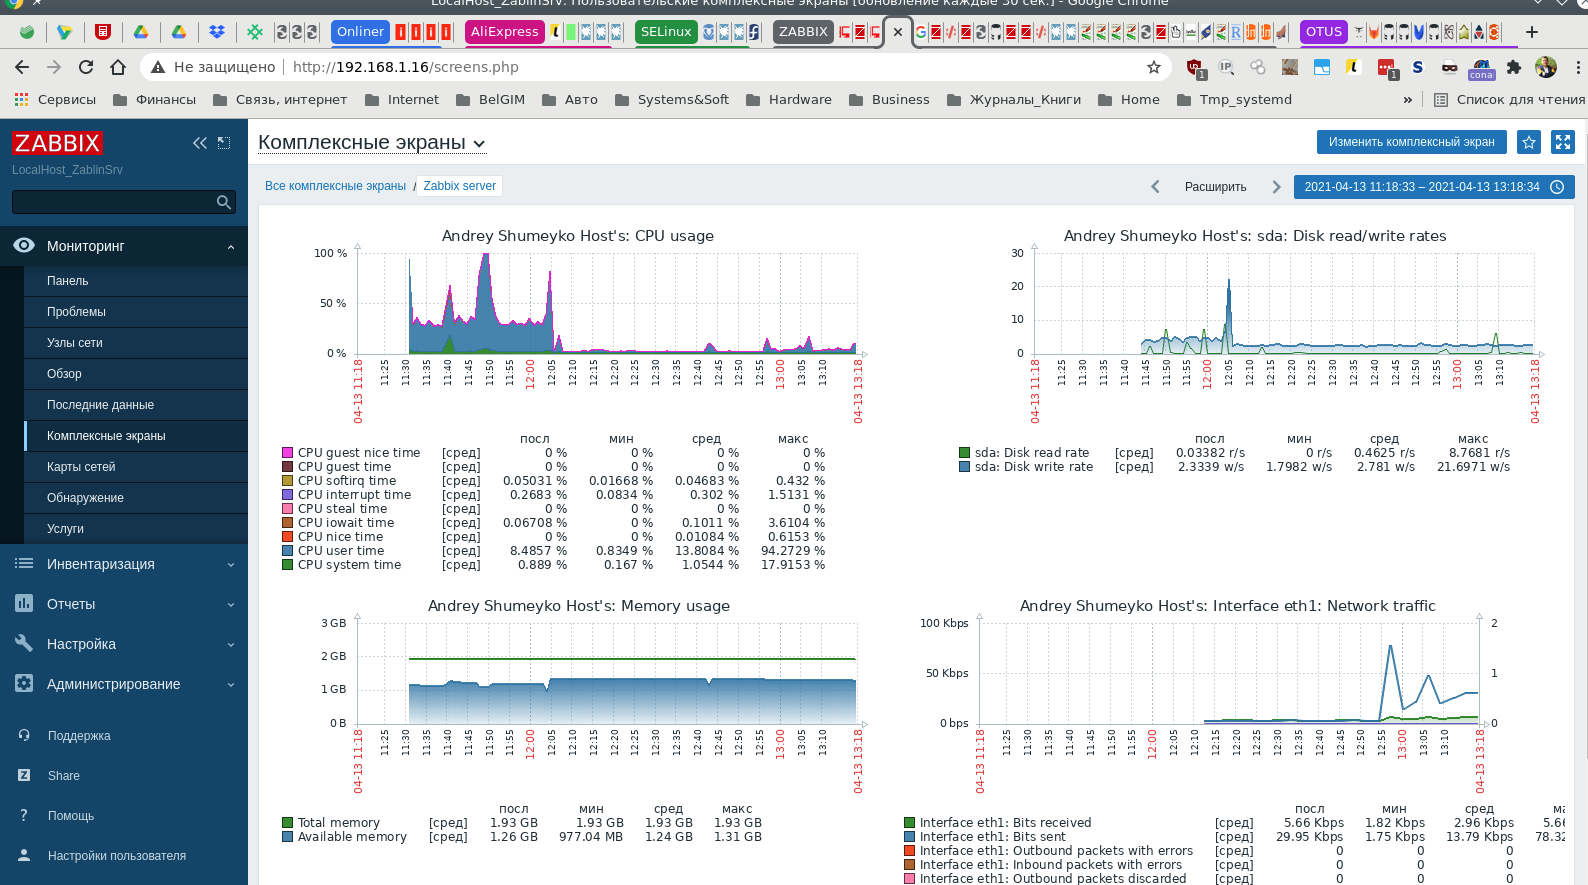 LocalHost_ZablinSrv: Пользовательские комплексные экраны [обновление каждые 30 сек.] - Google Chrome
Onliner AliExpress SELinux ZABBIX OTUS
Не защищено http://192.168.1.16/screens.php
1 1 cona
Сервисы Финансы Связь, интернет Internet BelGIM Авто Systems&Soft Hardware Business Журналы_Книги Home Tmp_systemd » Список для чтения
ZABBIX
LocalHost_ZablinSrv
Мониторинг
Панель
Проблемы
Узлы сети
Обзор
Последние данные
Комплексные экраны
Карты сетей
Обнаружение
Услуги
Инвентаризация
Отчеты
Настройка
Администрирование
Поддержка
Share
Помощь
Настройки пользователя
Комплексные экраны
Изменить комплексный экран
Все комплексные экраны / Zabbix server
Расширить
2021-04-13 11:18:33 – 2021-04-13 13:18:34
Andrey Shumeyko Host's: CPU usage
100 %
50 %
0 %
04-13 11:18 11:25 11:30 11:35 11:40 11:45 11:50 11:55 12:00 12:05 12:10 12:15 12:20 12:25 12:30 12:35 12:40 12:45 12:50 12:55 13:00 13:05 13:10 04-13 13:18
посл мин сред макс
CPU guest nice time [сред] 0 % 0 % 0 % 0 %
CPU guest time [сред] 0 % 0 % 0 % 0 %
CPU softirq time [сред] 0.05031 % 0.01668 % 0.04683 % 0.432 %
CPU interrupt time [сред] 0.2683 % 0.0834 % 0.302 % 1.5131 %
CPU steal time [сред] 0 % 0 % 0 % 0 %
CPU iowait time [сред] 0.06708 % 0 % 0.1011 % 3.6104 %
CPU nice time [сред] 0 % 0 % 0.01084 % 0.6153 %
CPU user time [сред] 8.4857 % 0.8349 % 13.8084 % 94.2729 %
CPU system time [сред] 0.889 % 0.167 % 1.0544 % 17.9153 %
Andrey Shumeyko Host's: sda: Disk read/write rates
30
20
10
0
04-13 11:18 11:25 11:30 11:35 11:40 11:45 11:50 11:55 12:00 12:05 12:10 12:15 12:20 12:25 12:30 12:35 12:40 12:45 12:50 12:55 13:00 13:05 13:10 04-13 13:18
посл мин сред макс
sda: Disk read rate [сред] 0.03382 r/s 0 r/s 0.4625 r/s 8.7681 r/s
sda: Disk write rate [сред] 2.3339 w/s 1.7982 w/s 2.781 w/s 21.6971 w/s
Andrey Shumeyko Host's: Memory usage
3 GB
2 GB
1 GB
0 B
04-13 11:18 11:25 11:30 11:35 11:40 11:45 11:50 11:55 12:00 12:05 12:10 12:15 12:20 12:25 12:30 12:35 12:40 12:45 12:50 12:55 13:00 13:05 13:10 04-13 13:18
посл мин сред макс
Total memory [сред] 1.93 GB 1.93 GB 1.93 GB 1.93 GB
Available memory [сред] 1.26 GB 977.04 MB 1.24 GB 1.31 GB
Andrey Shumeyko Host's: Interface eth1: Network traffic
100 Kbps 2
50 Kbps 1
0 bps 0
04-13 11:18 11:25 11:30 11:35 11:40 11:45 11:50 11:55 12:00 12:05 12:10 12:15 12:20 12:25 12:30 12:35 12:40 12:45 12:50 12:55 13:00 13:05 13:10 04-13 13:18
посл мин сред
Interface eth1: Bits received [сред] 5.66 Kbps 1.82 Kbps 2.96 Kbps 5.66
Interface eth1: Bits sent [сред] 29.95 Kbps 1.75 Kbps 13.79 Kbps 78.32
Interface eth1: Outbound packets with errors [сред] 0 0 0
Interface eth1: Inbound packets with errors [сред] 0 0 0
Interface eth1: Outbound packets discarded [сред] 0 0 0